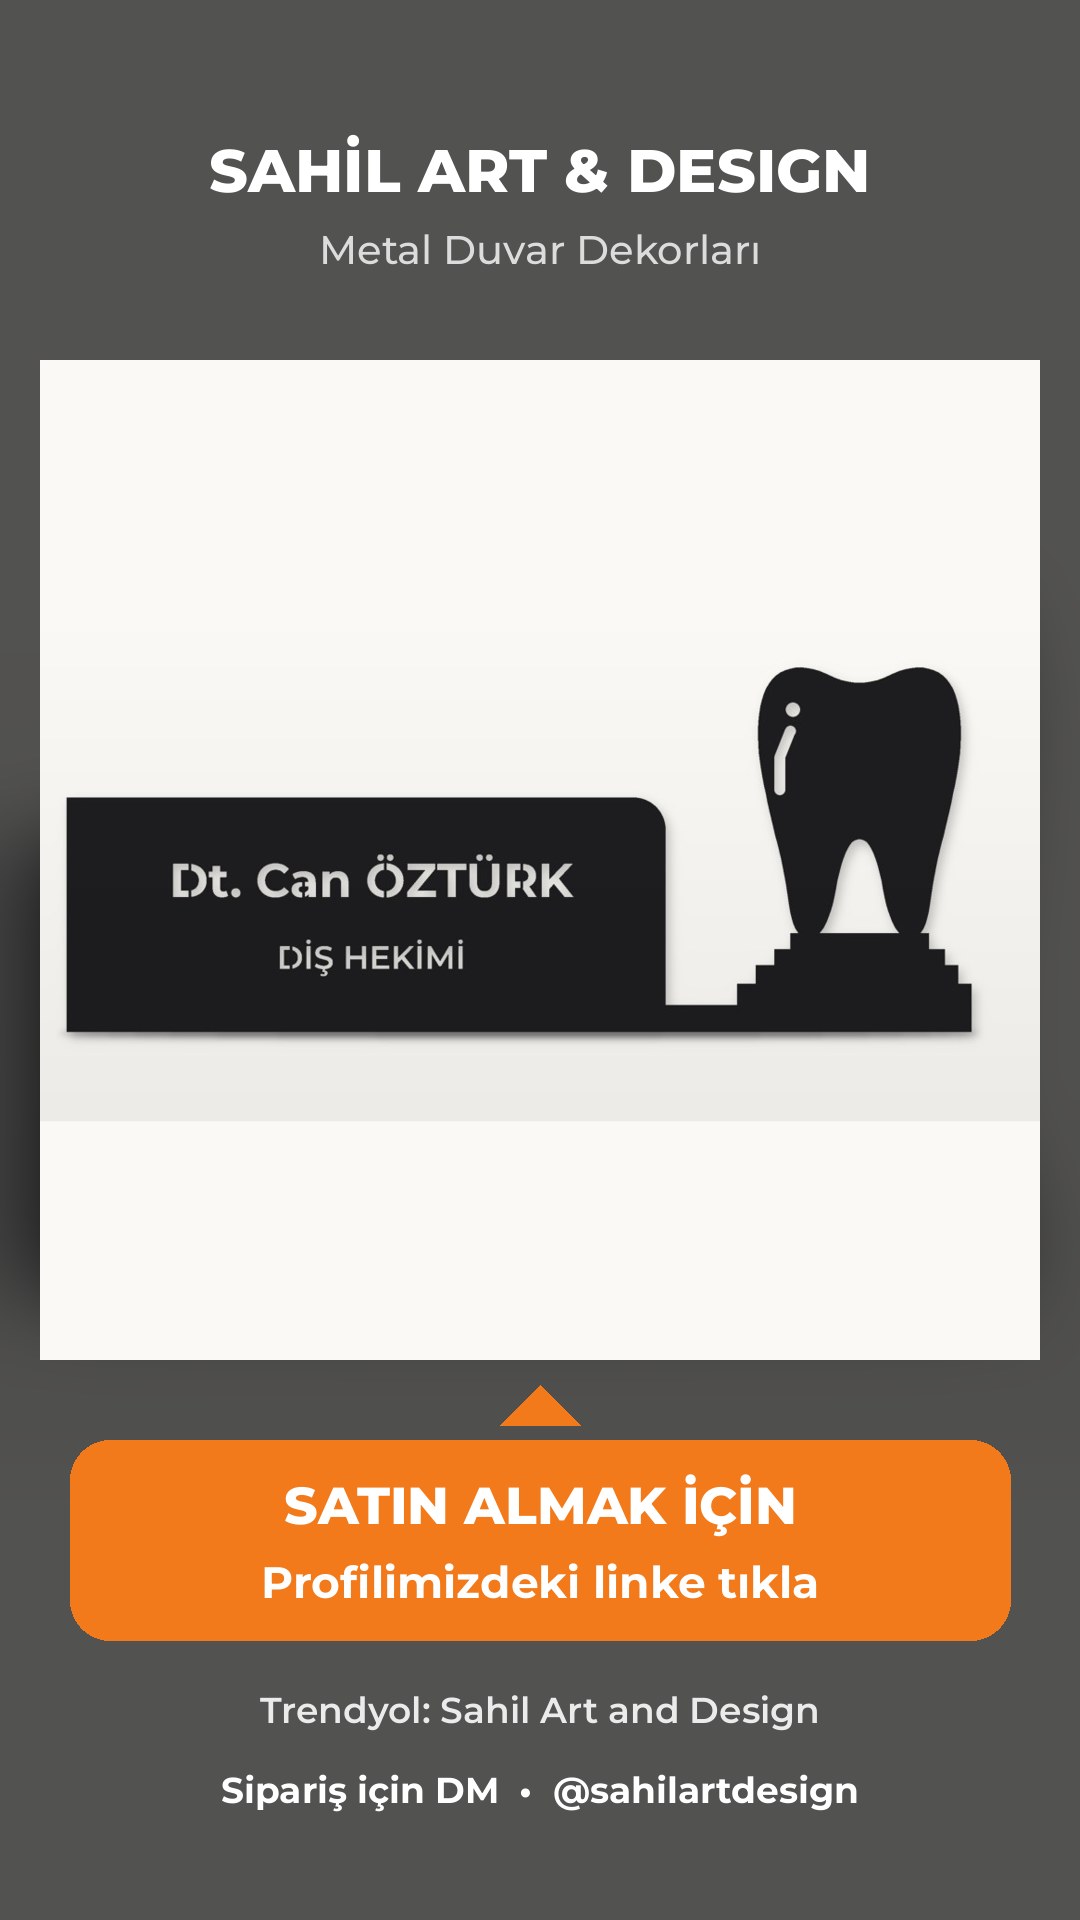 SAHİL ART & DESIGN
Metal Duvar Dekorları
Dt. Can ÖZTÜRK
DİŞ HEKİMİ
SATIN ALMAK İÇİN
Profilimizdeki linke tıkla
Trendyol: Sahil Art and Design
Sipariş için DM • @sahilartdesign